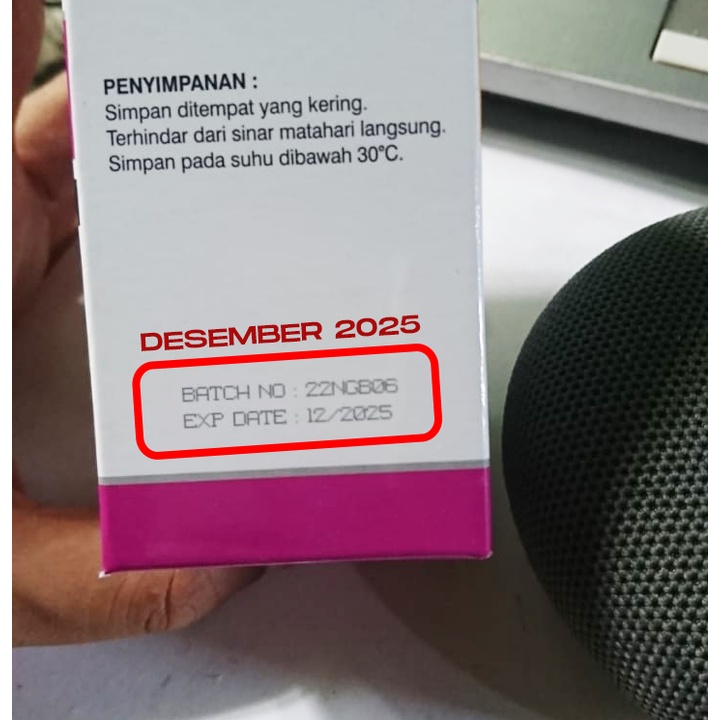 PENYIMPANAN :
Simpan ditempat yang kering.
Terhindar dari sinar matahari langsung.
Simpan pada suhu dibawah 30°C.
DESEMBER 2025
BATCH NO : 22NGB06
EXP DATE : 12/2025